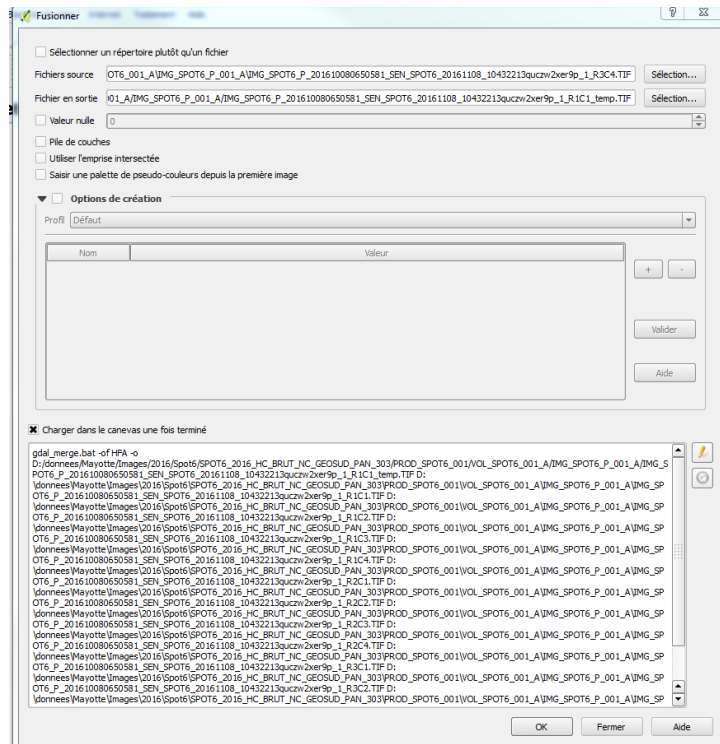 Fusionner
Sélectionner un répertoire plutôt qu'un fichier
Fichiers source
OT6_001_A\IMG_SPOT6_P_001_A\IMG_SPOT6_P_201610080650581_SEN_SPOT6_20161108_10432213quczw2xer9p_1_R3C4.TIF
Sélection...
Fichier en sortie
01_A/IMG_SPOT6_P_001_A/IMG_SPOT6_P_201610080650581_SEN_SPOT6_20161108_10432213quczw2xer9p_1_R1C1_temp.TIF
Sélection...
Valeur nulle
0
Pile de couches
Utiliser l'emprise intersectée
Saisir une palette de pseudo-couleurs depuis la première image
Options de création
Profil Défaut
Nom Valeur
+ -
Valider
Aide
Charger dans le canevas une fois terminé
gdal_merge.bat -of HFA -o
D:/donnees/Mayotte/Images/2016/Spot6/SPOT6_2016_HC_BRUT_NC_GEOSUD_PAN_303/PROD_SPOT6_001/VOL_SPOT6_001_A/IMG_SPOT6_P_001_A/IMG_S
POT6_P_201610080650581_SEN_SPOT6_20161108_10432213quczw2xer9p_1_R1C1_temp.TIF D:
\donnees\Mayotte\Images\2016\Spot6\SPOT6_2016_HC_BRUT_NC_GEOSUD_PAN_303\PROD_SPOT6_001\VOL_SPOT6_001_A\IMG_SPOT6_P_001_A\IMG_SP
OT6_P_201610080650581_SEN_SPOT6_20161108_10432213quczw2xer9p_1_R1C1.TIF D:
\donnees\Mayotte\Images\2016\Spot6\SPOT6_2016_HC_BRUT_NC_GEOSUD_PAN_303\PROD_SPOT6_001\VOL_SPOT6_001_A\IMG_SPOT6_P_001_A\IMG_SP
OT6_P_201610080650581_SEN_SPOT6_20161108_10432213quczw2xer9p_1_R1C2.TIF D:
\donnees\Mayotte\Images\2016\Spot6\SPOT6_2016_HC_BRUT_NC_GEOSUD_PAN_303\PROD_SPOT6_001\VOL_SPOT6_001_A\IMG_SPOT6_P_001_A\IMG_SP
OT6_P_201610080650581_SEN_SPOT6_20161108_10432213quczw2xer9p_1_R1C3.TIF D:
\donnees\Mayotte\Images\2016\Spot6\SPOT6_2016_HC_BRUT_NC_GEOSUD_PAN_303\PROD_SPOT6_001\VOL_SPOT6_001_A\IMG_SPOT6_P_001_A\IMG_SP
OT6_P_201610080650581_SEN_SPOT6_20161108_10432213quczw2xer9p_1_R1C4.TIF D:
\donnees\Mayotte\Images\2016\Spot6\SPOT6_2016_HC_BRUT_NC_GEOSUD_PAN_303\PROD_SPOT6_001\VOL_SPOT6_001_A\IMG_SPOT6_P_001_A\IMG_SP
OT6_P_201610080650581_SEN_SPOT6_20161108_10432213quczw2xer9p_1_R2C1.TIF D:
\donnees\Mayotte\Images\2016\Spot6\SPOT6_2016_HC_BRUT_NC_GEOSUD_PAN_303\PROD_SPOT6_001\VOL_SPOT6_001_A\IMG_SPOT6_P_001_A\IMG_SP
OT6_P_201610080650581_SEN_SPOT6_20161108_10432213quczw2xer9p_1_R2C2.TIF D:
\donnees\Mayotte\Images\2016\Spot6\SPOT6_2016_HC_BRUT_NC_GEOSUD_PAN_303\PROD_SPOT6_001\VOL_SPOT6_001_A\IMG_SPOT6_P_001_A\IMG_SP
OT6_P_201610080650581_SEN_SPOT6_20161108_10432213quczw2xer9p_1_R2C3.TIF D:
\donnees\Mayotte\Images\2016\Spot6\SPOT6_2016_HC_BRUT_NC_GEOSUD_PAN_303\PROD_SPOT6_001\VOL_SPOT6_001_A\IMG_SPOT6_P_001_A\IMG_SP
OT6_P_201610080650581_SEN_SPOT6_20161108_10432213quczw2xer9p_1_R2C4.TIF D:
\donnees\Mayotte\Images\2016\Spot6\SPOT6_2016_HC_BRUT_NC_GEOSUD_PAN_303\PROD_SPOT6_001\VOL_SPOT6_001_A\IMG_SPOT6_P_001_A\IMG_SP
OT6_P_201610080650581_SEN_SPOT6_20161108_10432213quczw2xer9p_1_R3C1.TIF D:
\donnees\Mayotte\Images\2016\Spot6\SPOT6_2016_HC_BRUT_NC_GEOSUD_PAN_303\PROD_SPOT6_001\VOL_SPOT6_001_A\IMG_SPOT6_P_001_A\IMG_SP
OT6_P_201610080650581_SEN_SPOT6_20161108_10432213quczw2xer9p_1_R3C2.TIF D:
\donnees\Mayotte\Images\2016\Spot6\SPOT6_2016_HC_BRUT_NC_GEOSUD_PAN_303\PROD_SPOT6_001\VOL_SPOT6_001_A\IMG_SPOT6_P_001_A\IMG_SP
OK Fermer Aide